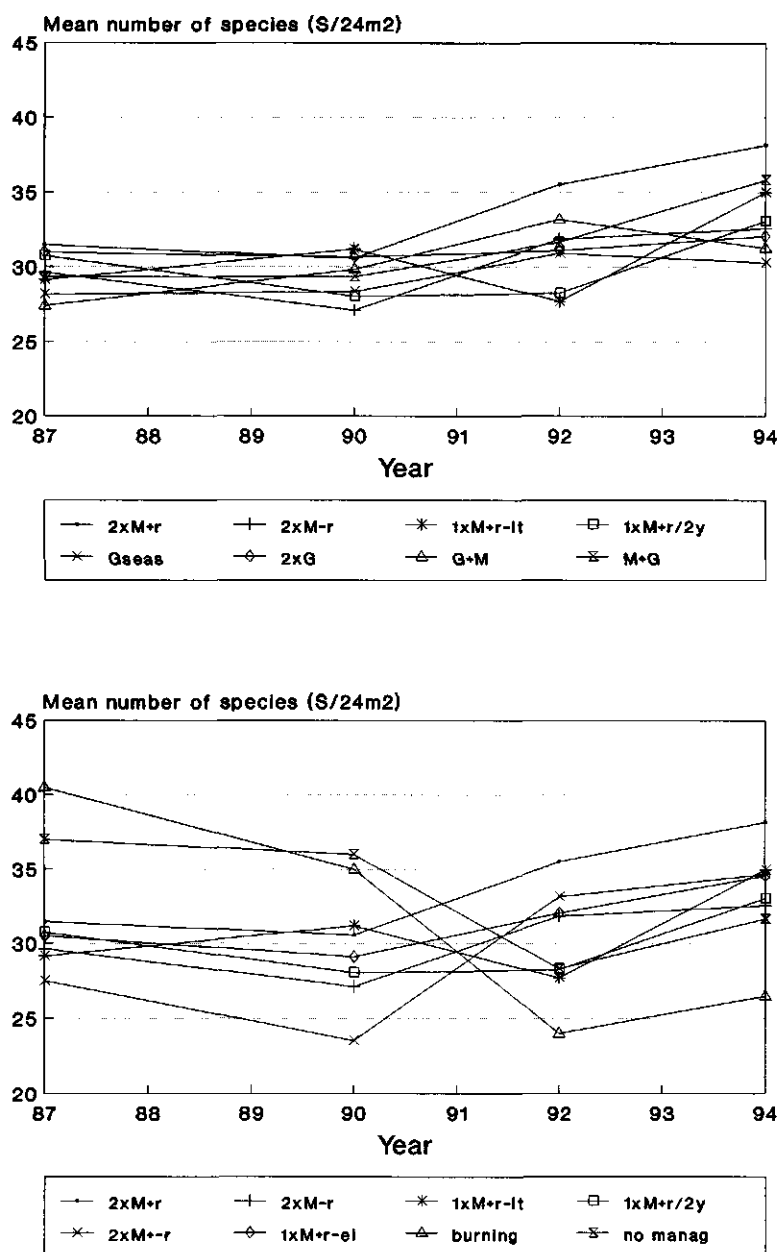 Mean number of species (S/24m2)
45
40
35
30
25
20
87 88 90 91 92 93 94
Year
2xM+r 2xM-r 1xM+r-lt 1xM+r/2y
Gseas 2xG G+M M+G
Mean number of species (S/24m2)
45
40
35
30
25
20
87 88 89 90 91 92 93 94
Year
2xM+r 2xM-r 1xM+r-lt 1xM+r/2y
2xM+-r 1xM+r-el burning no manag